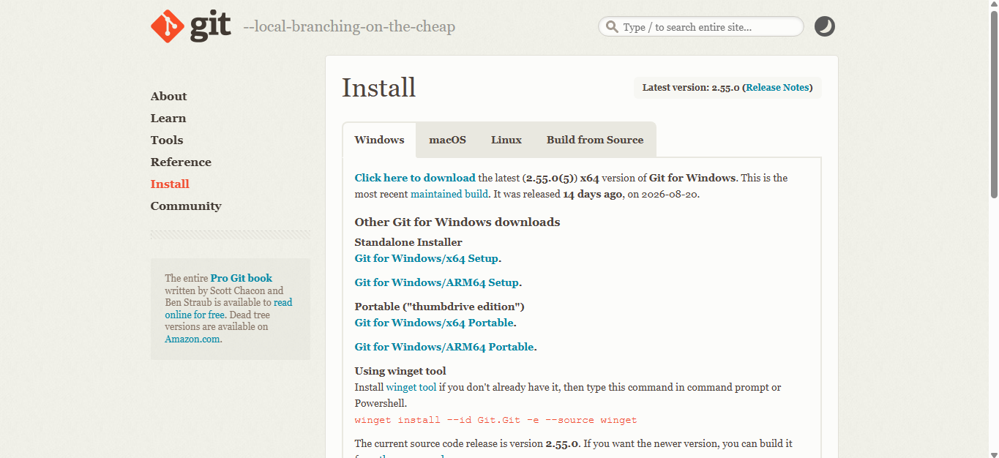 git --local-branching-on-the-cheap
Type / to search entire site...
About
Learn
Tools
Reference
Install
Community
The entire Pro Git book
written by Scott Chacon and
Ben Straub is available to read
online for free. Dead tree
versions are available on
Amazon.com.
Install
Latest version: 2.55.0 (Release Notes)
Windows macOS Linux Build from Source
Click here to download the latest (2.55.0(5)) x64 version of Git for Windows. This is the
most recent maintained build. It was released 14 days ago, on 2026-08-20.
Other Git for Windows downloads
Standalone Installer
Git for Windows/x64 Setup.
Git for Windows/ARM64 Setup.
Portable ("thumbdrive edition")
Git for Windows/x64 Portable.
Git for Windows/ARM64 Portable.
Using winget tool
Install winget tool if you don't already have it, then type this command in command prompt or
Powershell.
winget install --id Git.Git -e --source winget
The current source code release is version 2.55.0. If you want the newer version, you can build it